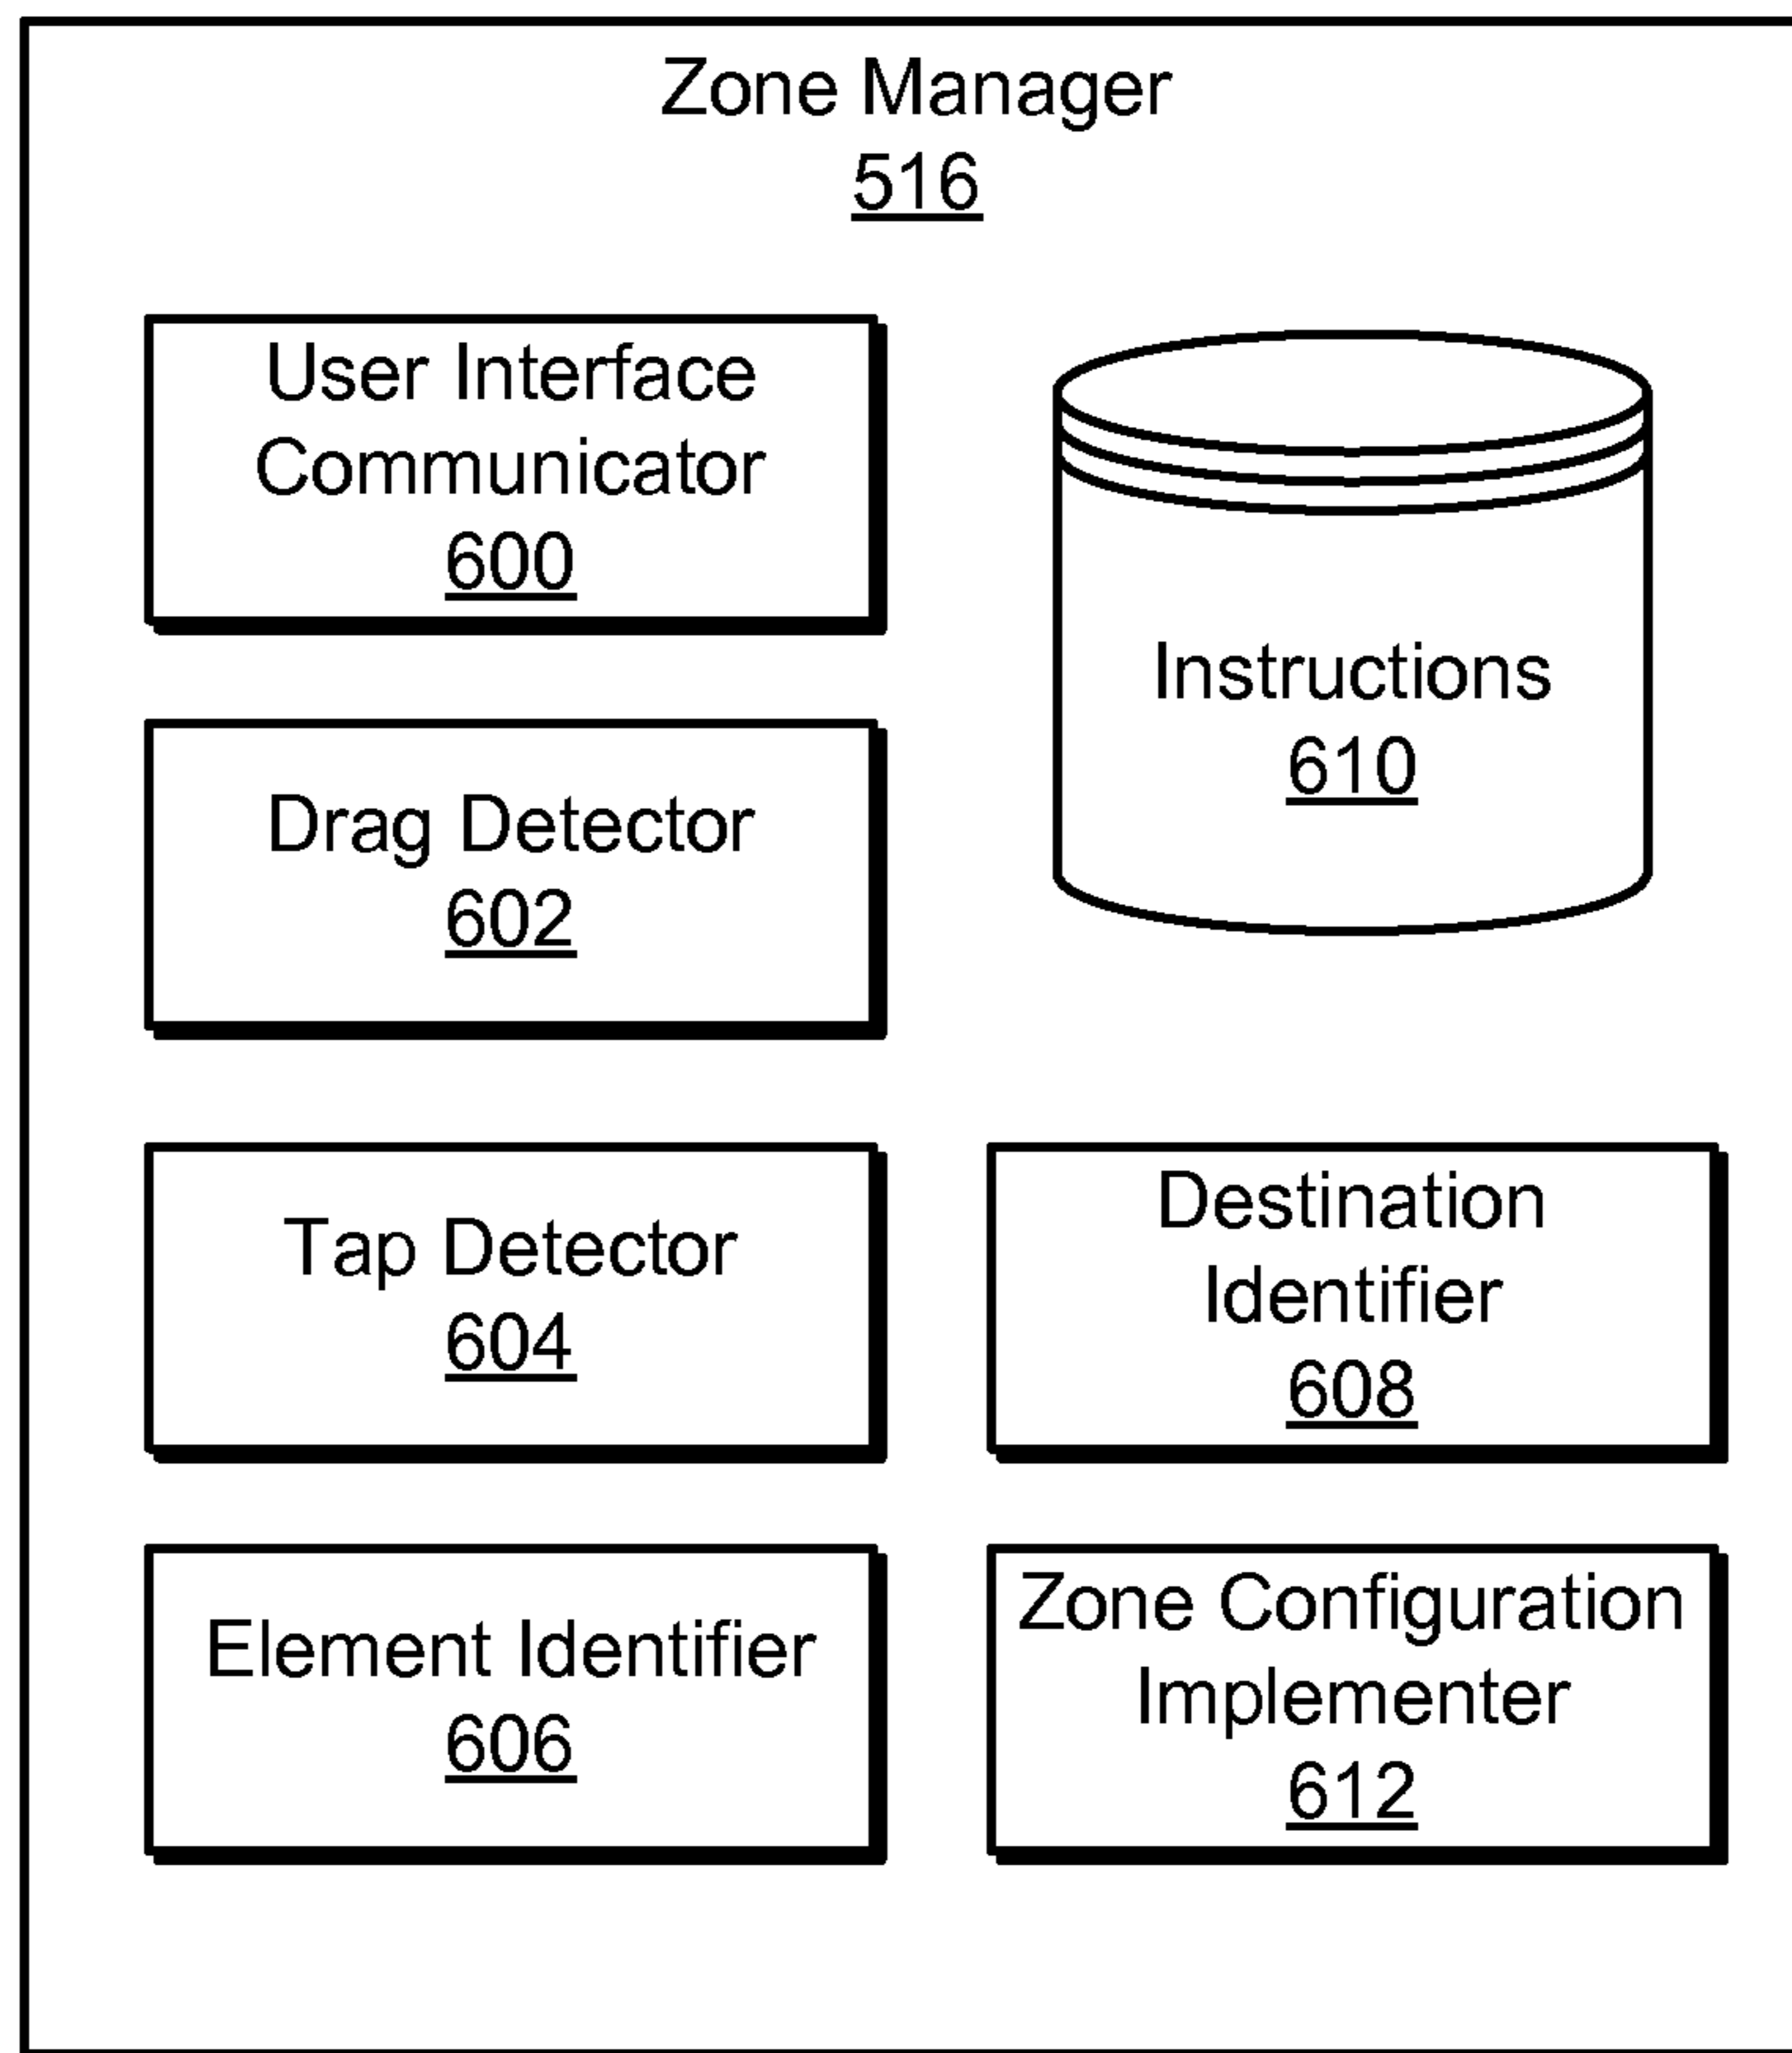 Zone Manager
516
User Interface
Communicator
600
Instructions
610
Drag Detector
602
Tap Detector
604
Destination
Identifier
608
Element Identifier
606
Zone Configuration
Implementer
612